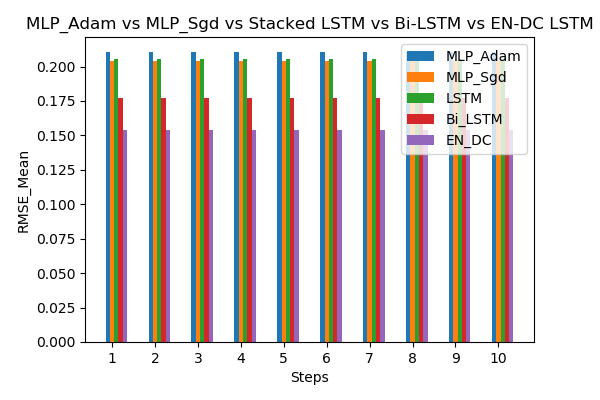 MLP_Adam vs MLP_Sgd vs Stacked LSTM vs Bi-LSTM vs EN-DC LSTM
MLP_Adam
MLP_Sgd
LSTM
Bi_LSTM
EN_DC
RMSE_Mean
0.200
0.175
0.150
0.125
0.100
0.075
0.050
0.025
0.000
1 2 3 4 5 6 7 8 9 10
Steps